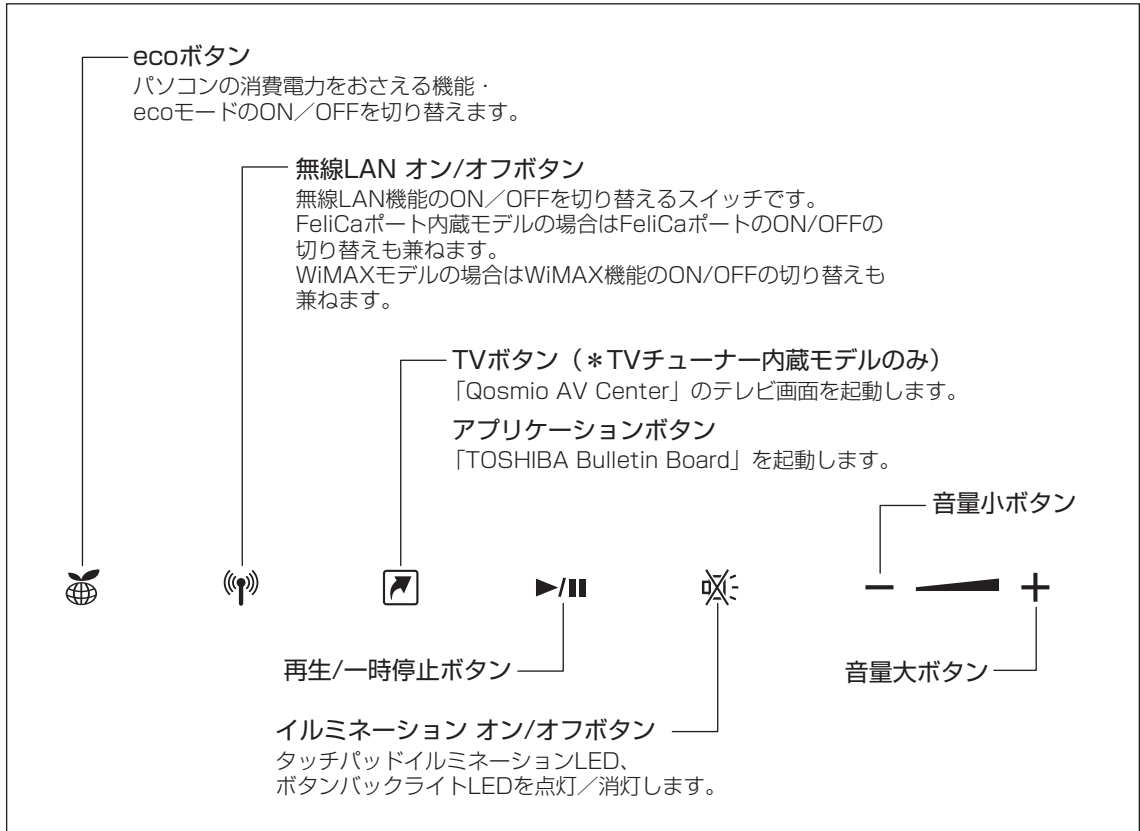 ecoボタン
パソコンの消費電力をおさえる機能・
ecoモードのON／OFFを切り替えます。
無線LAN オン/オフボタン
無線LAN機能のON／OFFを切り替えるスイッチです。
FeliCaポート内蔵モデルの場合はFeliCaポートのON/OFFの
切り替えも兼ねます。
WiMAXモデルの場合はWiMAX機能のON/OFFの切り替えも
兼ねます。
TVボタン（＊TVチューナー内蔵モデルのみ）
「Qosmio AV Center」のテレビ画面を起動します。
アプリケーションボタン
「TOSHIBA Bulletin Board」を起動します。
音量小ボタン
再生/一時停止ボタン
音量大ボタン
イルミネーション オン/オフボタン
タッチパッドイルミネーションLED、
ボタンバックライトLEDを点灯／消灯します。